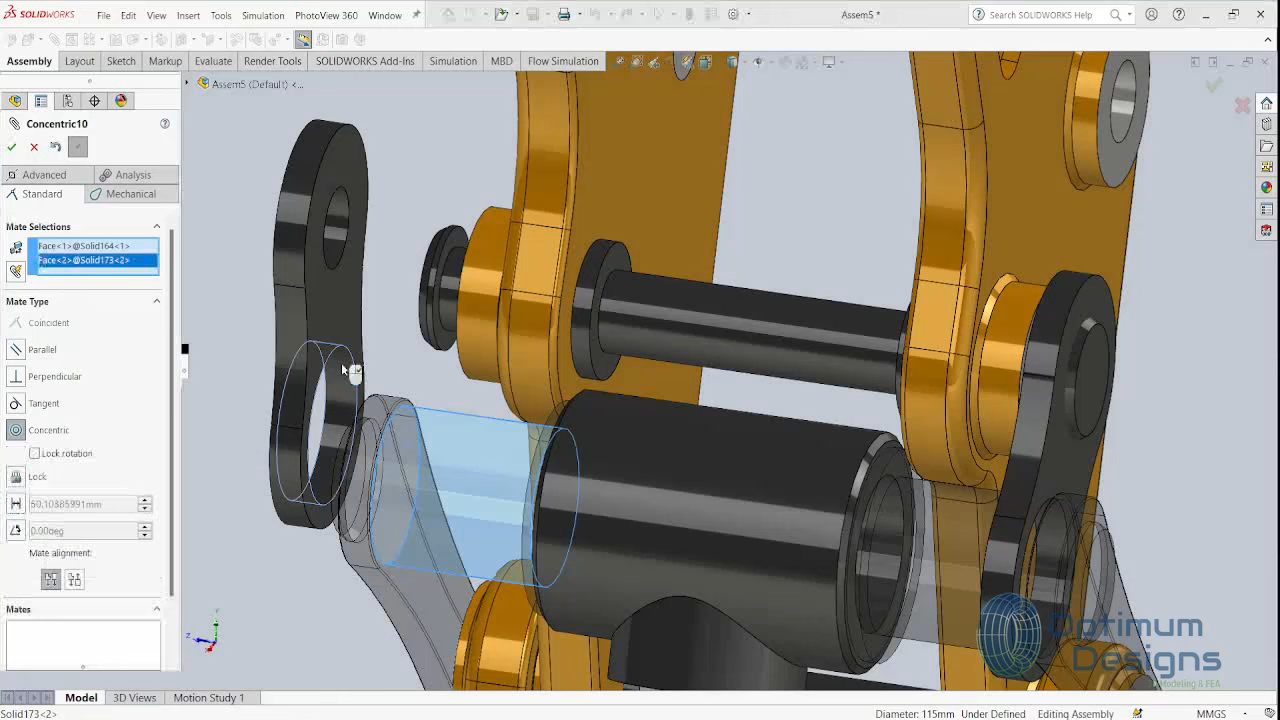 SOLIDWORKS
File Edit View Insert Tools Simulation PhotoView 360 Window
Assem5 *
Search SOLIDWORKS Help
Assembly Layout Sketch Markup Evaluate Render Tools SOLIDWORKS Add-Ins Simulation MBD Flow Simulation
Assem5 (Default) <...
Concentric10
Advanced Analysis
Standard Mechanical
Mate Selections
Face<1>@Solid164<1>
Face<2>@Solid173<2>
Mate Type
Coincident
Parallel
Perpendicular
Tangent
Concentric
Lock rotation
Lock
50.10385991mm
0.00deg
Mate alignment:
Mates
Optimum
Designs
Modeling & FEA
Model 3D Views Motion Study 1
Solid173<2>
Diameter: 115mm Under Defined Editing Assembly MMGS